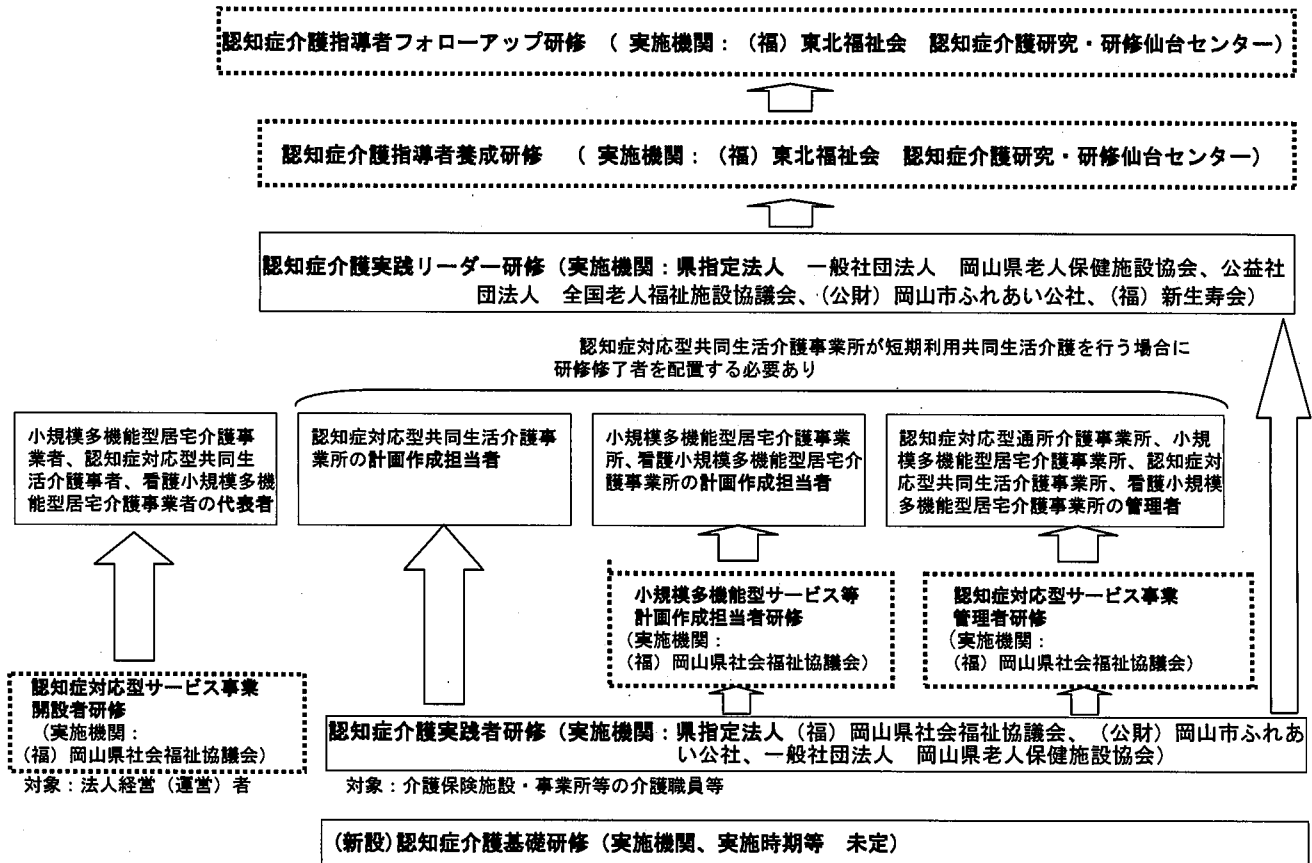 認知症介護指導者フォローアップ研修 （ 実施機関：（福）東北福祉会　認知症介護研究・研修仙台センター）
認知症介護指導者養成研修　（ 実施機関：（福）東北福祉会　認知症介護研究・研修仙台センター）
認知症介護実践リーダー研修（実施機関：県指定法人　一般社団法人　岡山県老人保健施設協会、公益社
団法人　全国老人福祉施設協議会、（公財）岡山市ふれあい公社、（福）新生寿会）
認知症対応型共同生活介護事業所が短期利用共同生活介護を行う場合に
研修修了者を配置する必要あり
小規模多機能型居宅介護事
業者、認知症対応型共同生
活介護事者、看護小規模多機
能型居宅介護事業者の代表者
認知症対応型共同生活介護事
業所の計画作成担当者
小規模多機能型居宅介護事業
所、看護小規模多機能型居宅介
護事業所の計画作成担当者
認知症対応型通所介護事業所、小規
模多機能型居宅介護事業所、認知症対
応型共同生活介護事業所、看護小規模
多機能型居宅介護事業所の管理者
小規模多機能型サービス等
計画作成担当者研修
（実施機関：
（福）岡山県社会福祉協議会）
認知症対応型サービス事業
管理者研修
（実施機関：
（福）岡山県社会福祉協議会）
認知症対応型サービス事業
開設者研修
（実施機関：
（福）岡山県社会福祉協議会）
対象：法人経営（運営）者
認知症介護実践者研修（実施機関：県指定法人（福）岡山県社会福祉協議会、（公財）岡山市ふれあ
い公社、一般社団法人　岡山県老人保健施設協会）
対象：介護保険施設・事業所等の介護職員等
（新設）認知症介護基礎研修（実施機関、実施時期等　未定）